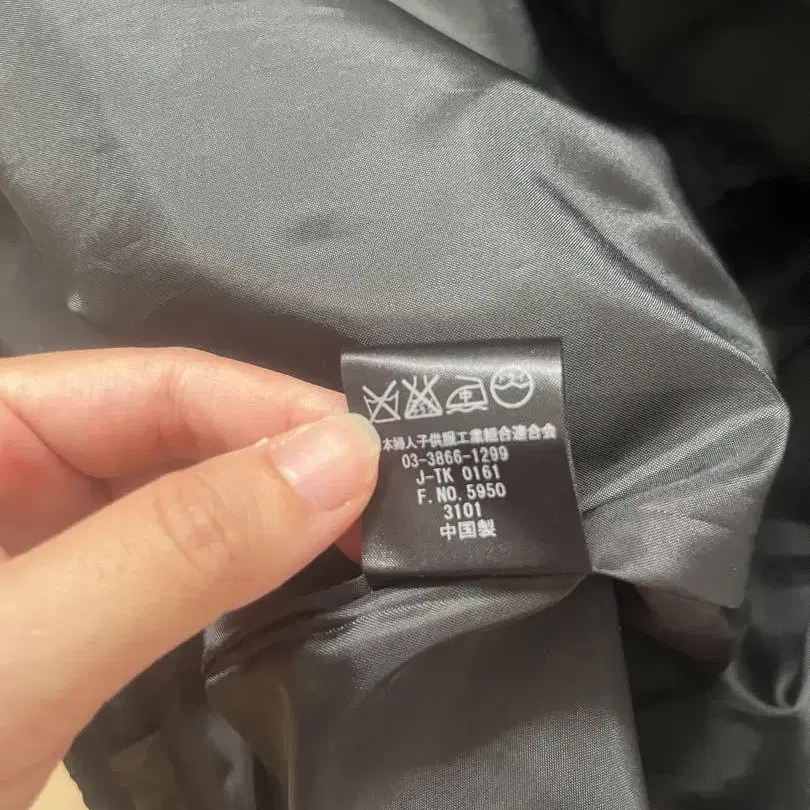 本婦人子供服工業組合連合会
03-3866-1299
J-TK 0161
F.NO.5950
3101
中国製